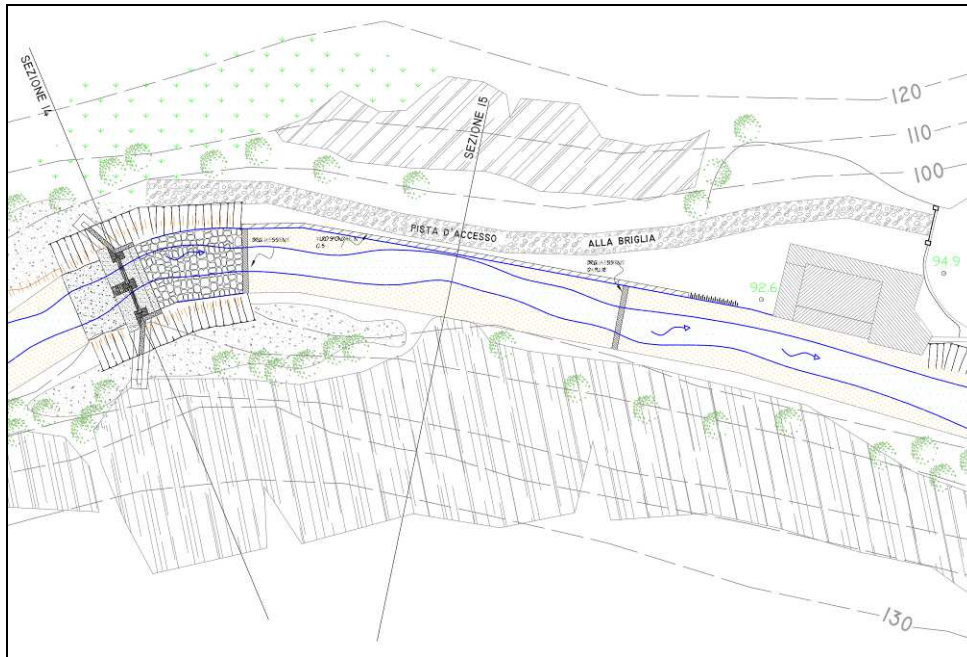 SEZIONE 14
SEZIONE 15
120
110
100
PISTA D'ACCESSO
ALLA BRIGLIA
94.9
92.6
130